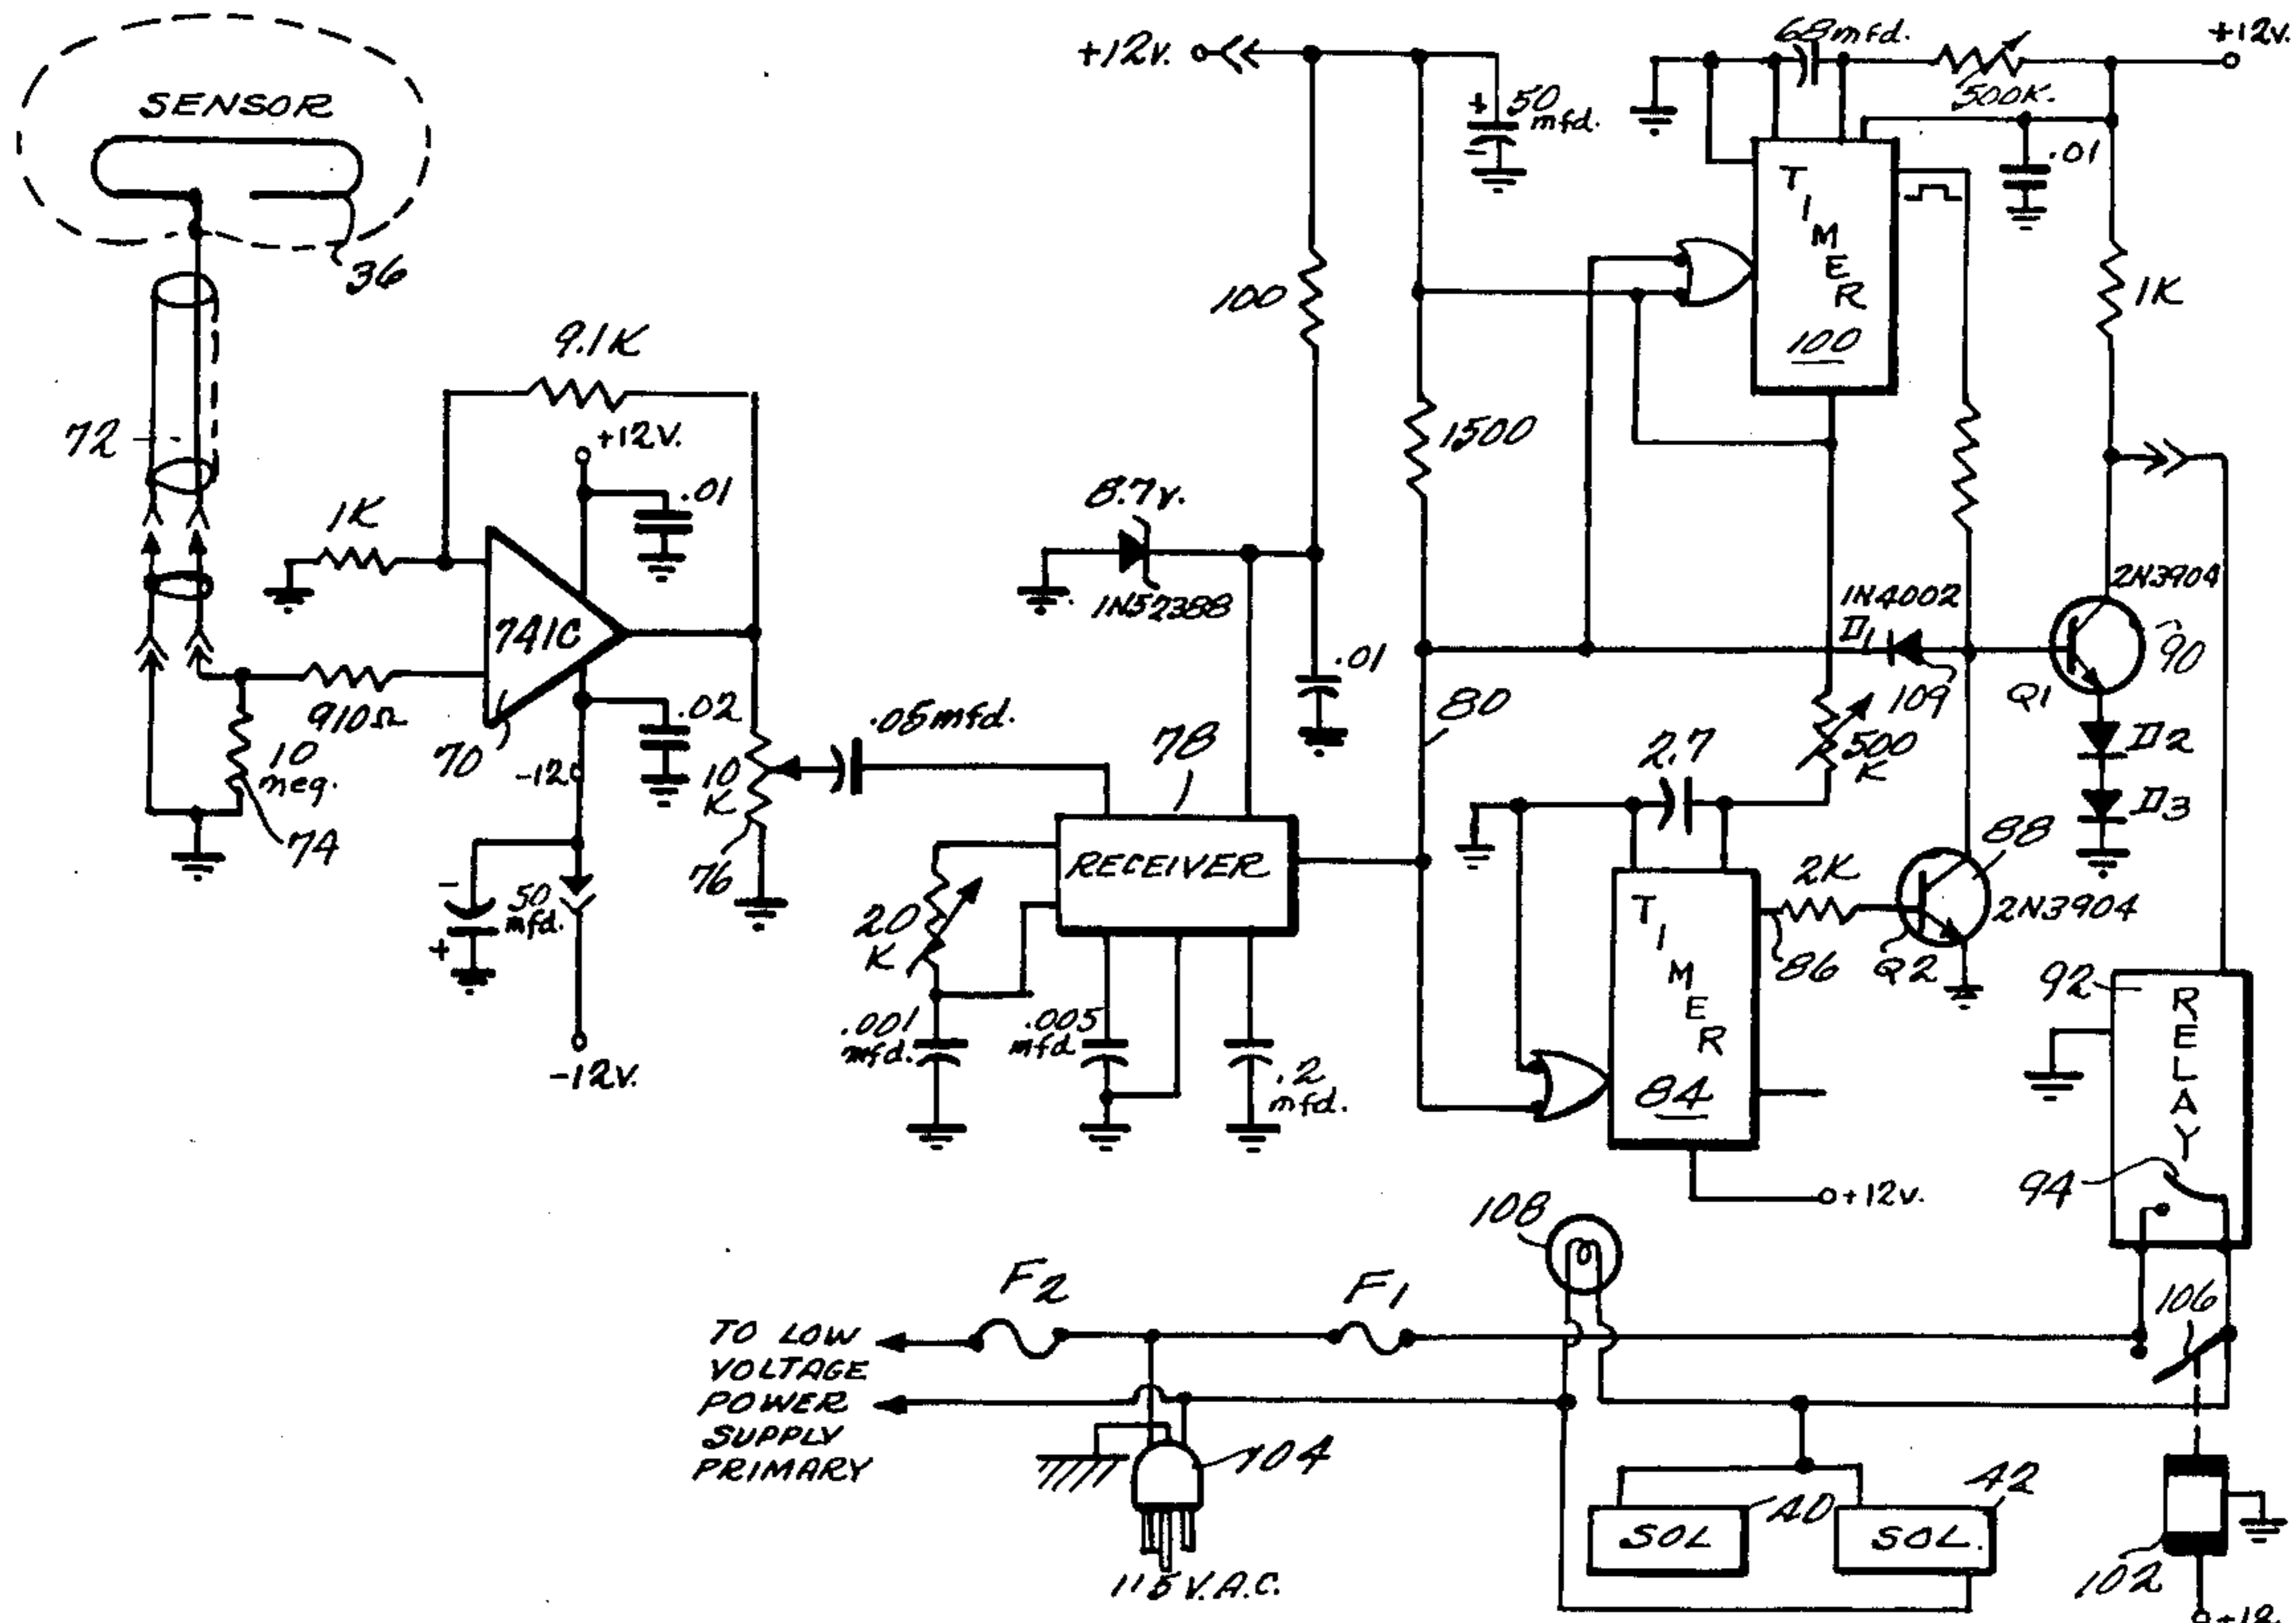 SENSOR
36
72
9.1K
+12V.
.01
1K
741C
910Ω
70
10
meg.
74
.02
-12
50
mfd.
-
+
-12V.
10
K
76
.05mfd.
+12V.
+
50
mfd.
-
100
1500
8.7V.
1N5238B
.01
78
80
RECEIVER
20
K
.001
mfd.
.005
mfd
.2
mfd.
68mfd.
500K.
+12V.
.01
TIMER
100
1K
1N4002
D1
109
2N3904
90
Q1
D2
D3
500
K
2.7
TIMER
84
2K
86
88
2N3904
Q2
+12V.
92
RELAY
94
108
F2
F1
106
TO LOW
VOLTAGE
POWER
SUPPLY
PRIMARY
104
115 V.A.C.
SOL
40
SOL.
42
102
+12